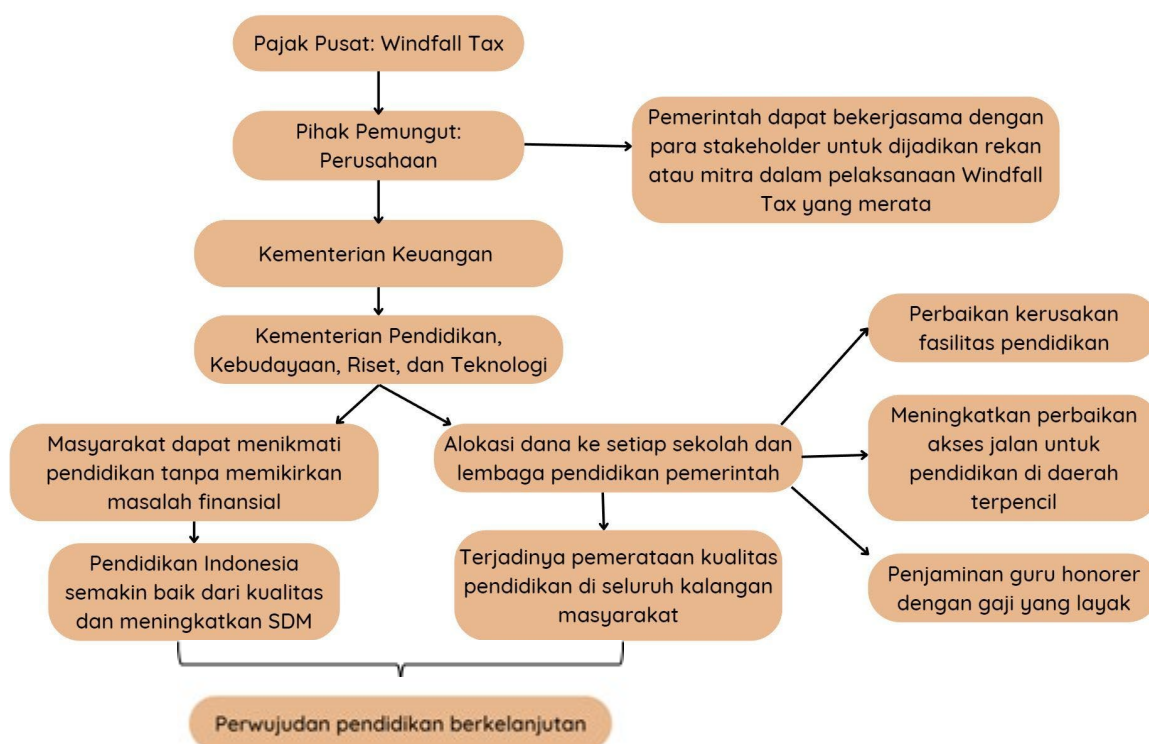 Pajak Pusat: Windfall Tax
Pihak Pemungut:
Perusahaan
Pemerintah dapat bekerjasama dengan
para stakeholder untuk dijadikan rekan
atau mitra dalam pelaksanaan Windfall
Tax yang merata
Kementerian Keuangan
Kementerian Pendidikan,
Kebudayaan, Riset, dan Teknologi
Perbaikan kerusakan
fasilitas pendidikan
Masyarakat dapat menikmati
pendidikan tanpa memikirkan
masalah finansial
Alokasi dana ke setiap sekolah dan
lembaga pendidikan pemerintah
Meningkatkan perbaikan
akses jalan untuk
pendidikan di daerah
terpencil
Pendidikan Indonesia
semakin baik dari kualitas
dan meningkatkan SDM
Terjadinya pemerataan kualitas
pendidikan di seluruh kalangan
masyarakat
Penjaminan guru honorer
dengan gaji yang layak
Perwujudan pendidikan berkelanjutan